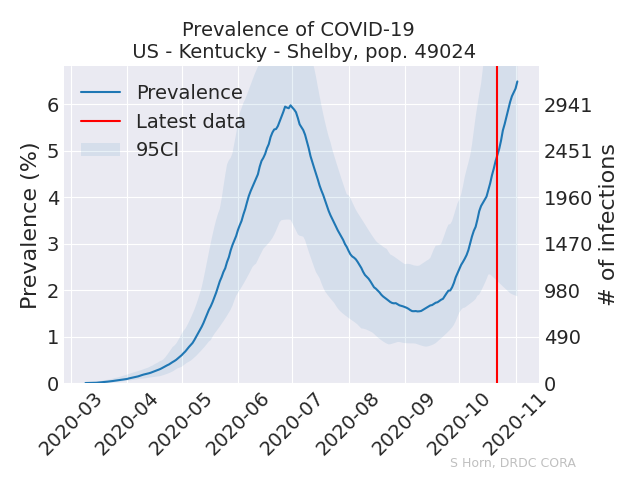 Prevalence of COVID-19
US - Kentucky - Shelby, pop. 49024
Prevalence
Latest data
95CI
Prevalence (%)
6
5
4
3
2
1
0
2941
2451
1960
1470
980
490
0
# of infections
2020-03
2020-04
2020-05
2020-06
2020-07
2020-08
2020-09
2020-10
2020-11
S Horn, DRDC CORA